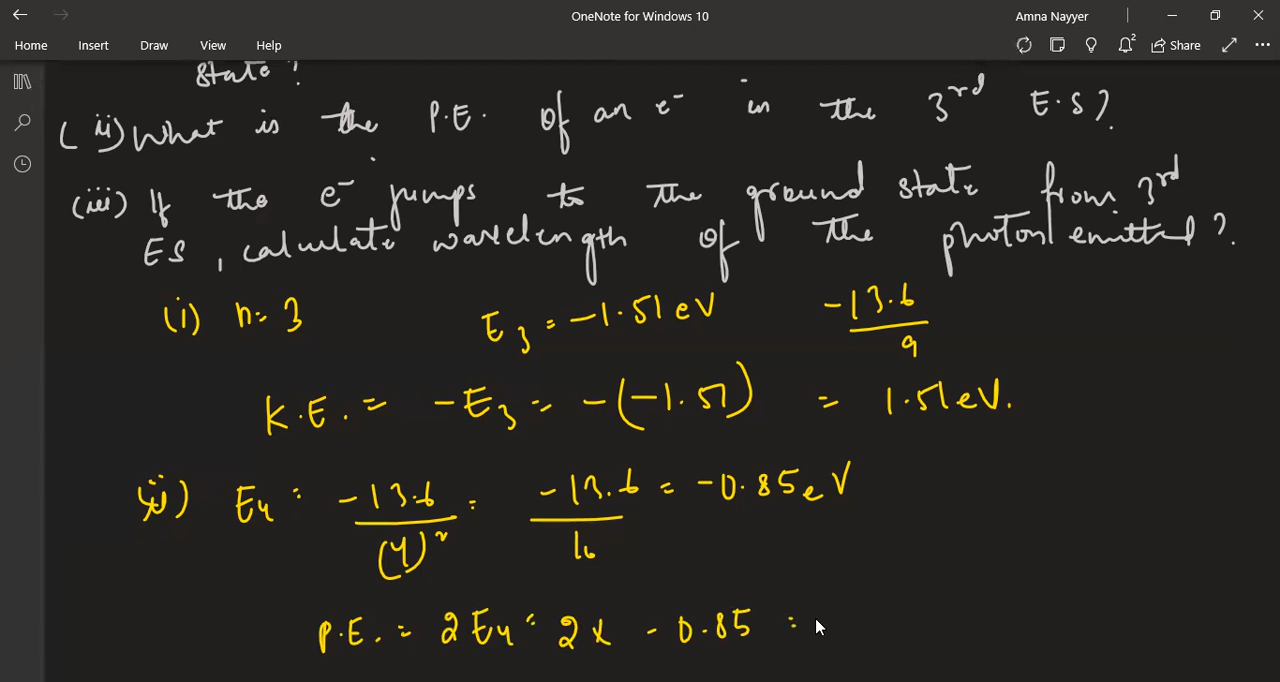 OneNote for Windows 10
Amna Nayyer
Home Insert Draw View Help
2 Share
state?
(ii) What is the P.E. of an e⁻ in the 3rd E.S?
(iii) If the e⁻ jumps to the ground state from 3rd
ES, calculate wavelength of the photon emitted?
(i) n = 3 E₃ = -1.51 eV -13.6/9
K.E. = -E₃ = -(-1.51) = 1.51 eV.
ii) E₄ = -13.6/(4)² = -13.6/16 = -0.85 eV
P.E. = 2E₄ = 2 x -0.85 =